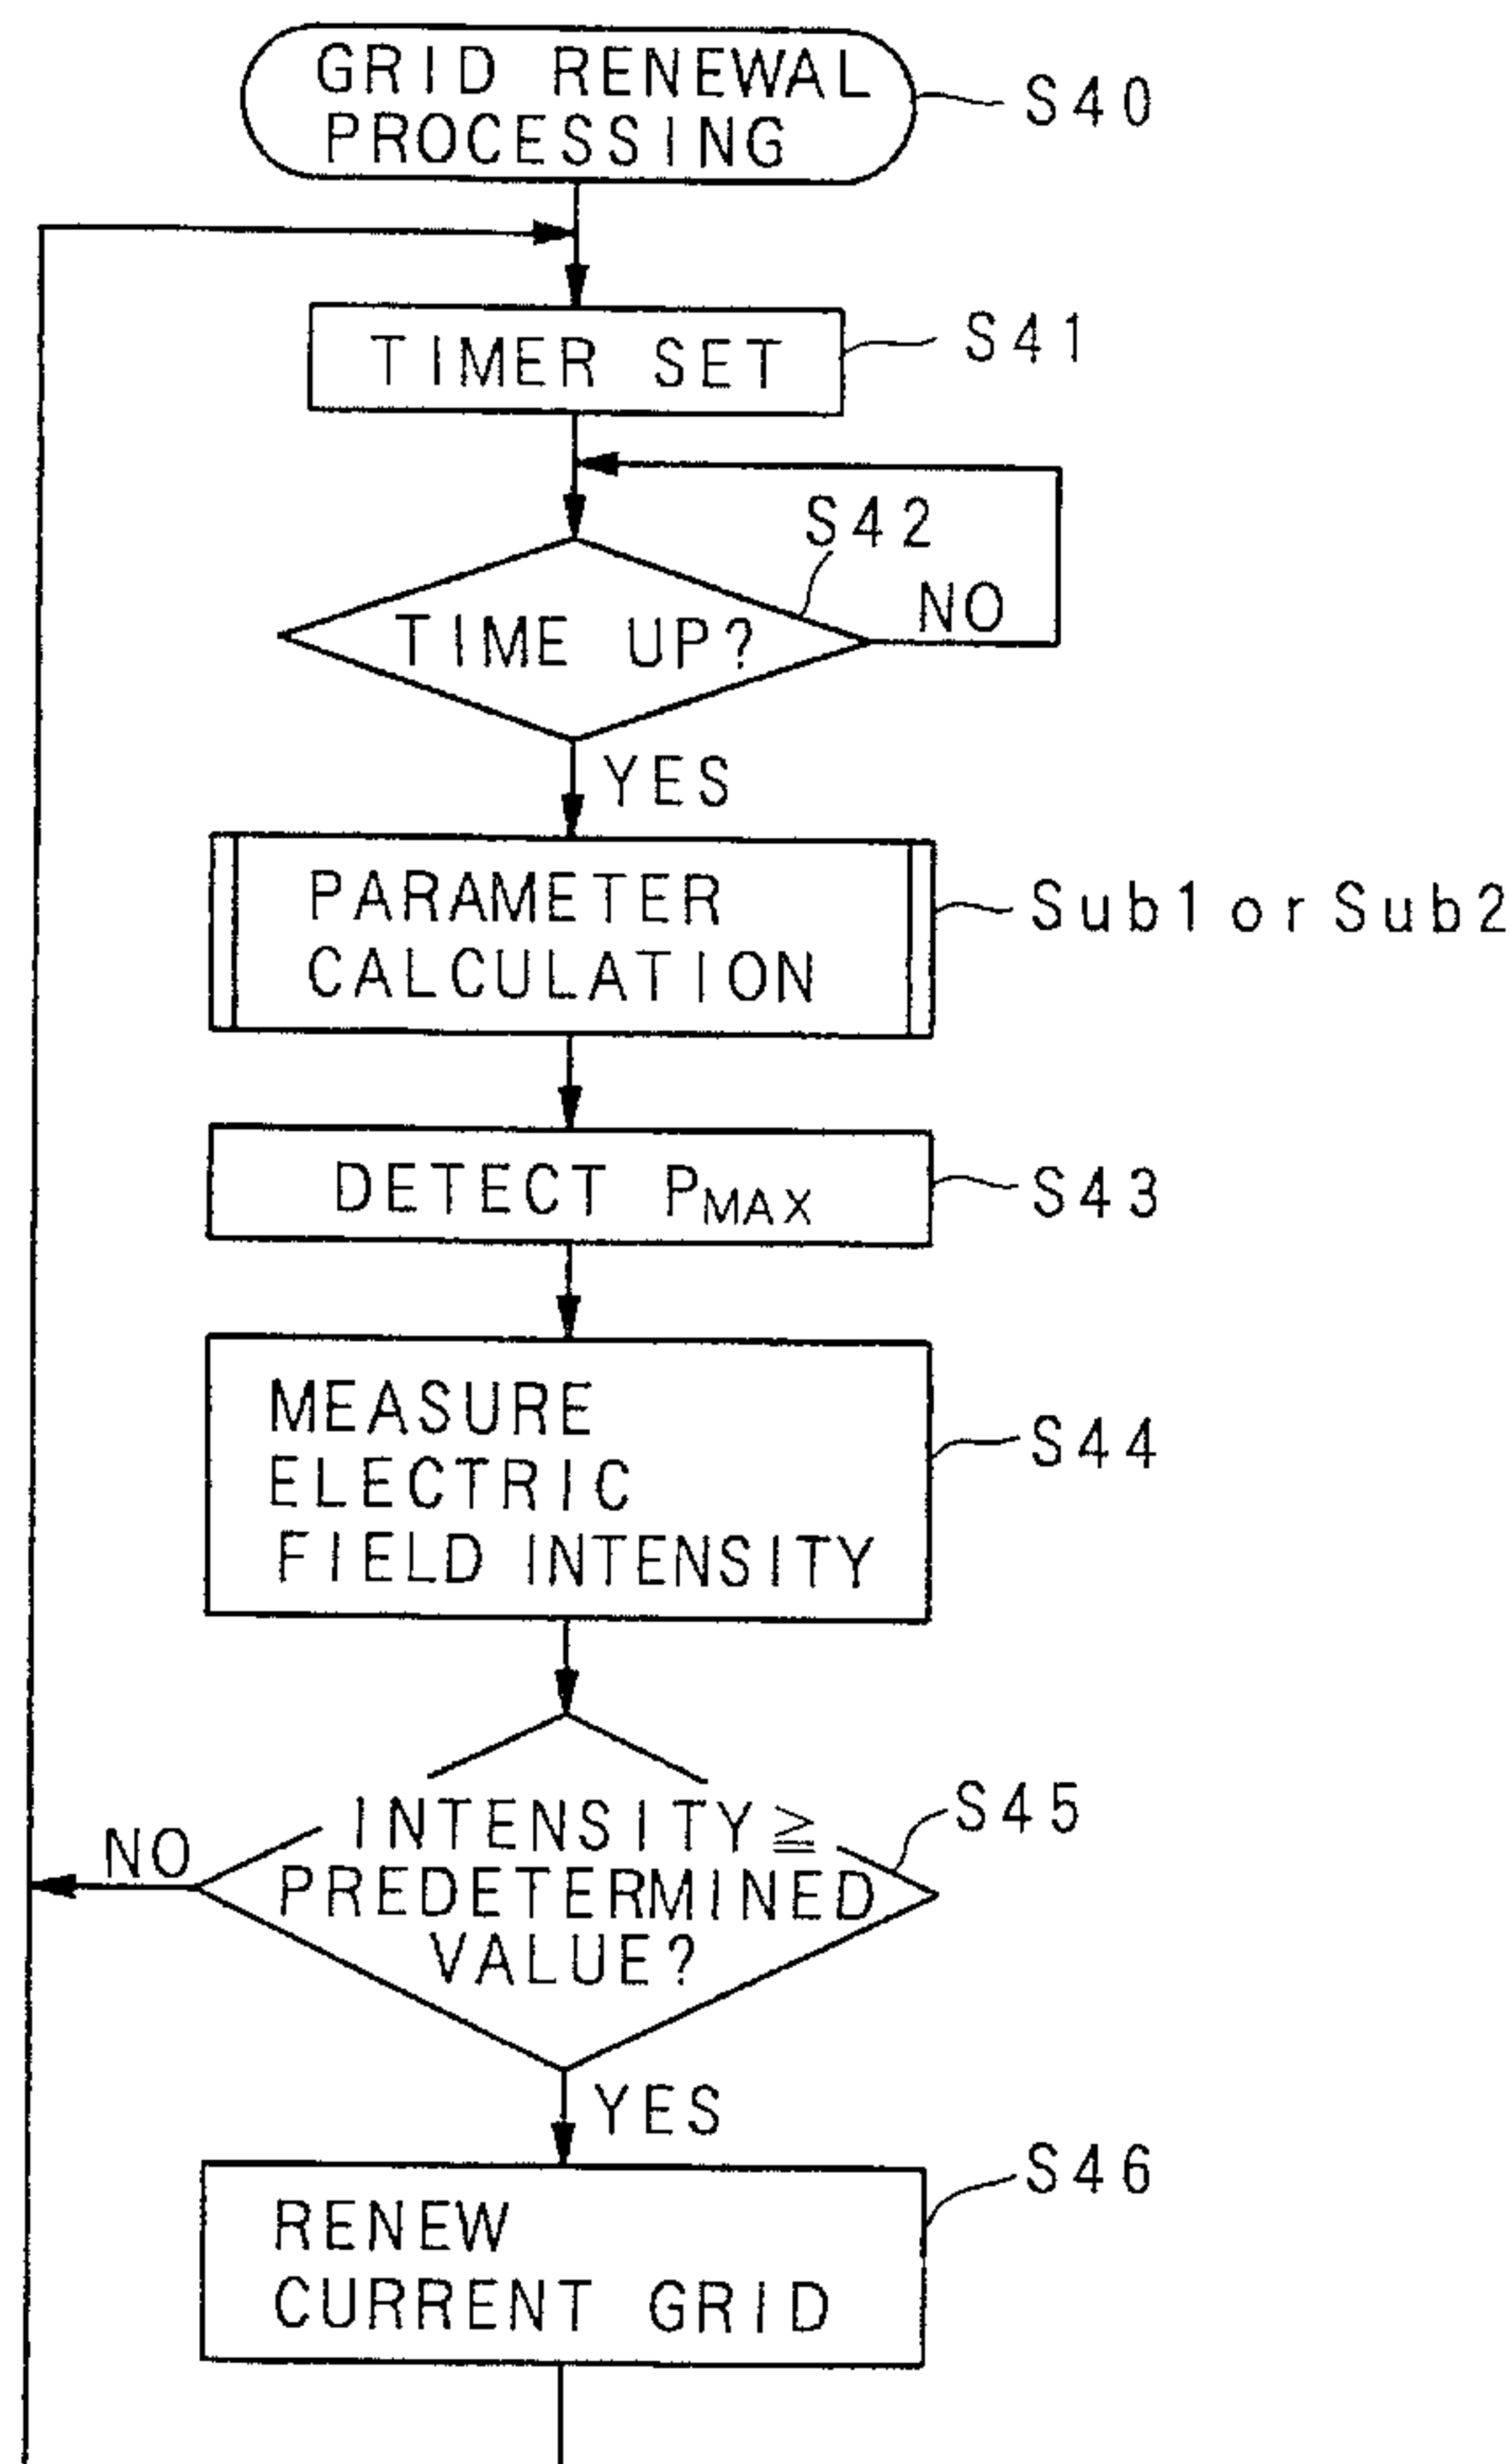 GRID RENEWAL
PROCESSING
S40
TIMER SET
S41
S42
TIME UP?
NO
YES
PARAMETER
CALCULATION
Sub1 or Sub2
DETECT PMAX
S43
MEASURE
ELECTRIC
FIELD INTENSITY
S44
INTENSITY≧
PREDETERMINED
VALUE?
S45
NO
YES
RENEW
CURRENT GRID
S46